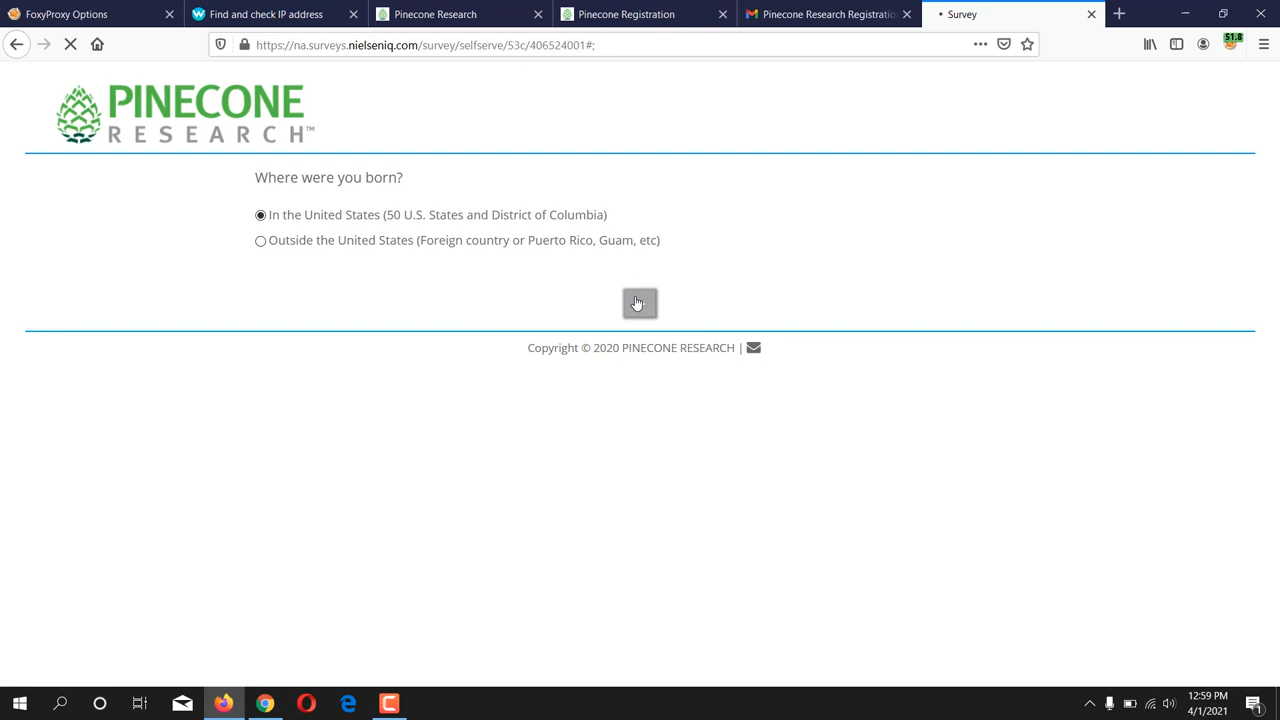 FoxyProxy Options
Find and check IP address
Pinecone Research
Pinecone Registration
Pinecone Research Registratio
Survey
https://na.surveys.nielseniq.com/survey/selfserve/53c/406524001#;
51.8
PINECONE
RESEARCH™
Where were you born?
In the United States (50 U.S. States and District of Columbia)
Outside the United States (Foreign country or Puerto Rico, Guam, etc)
Copyright © 2020 PINECONE RESEARCH |
12:59 PM
4/1/2021
1